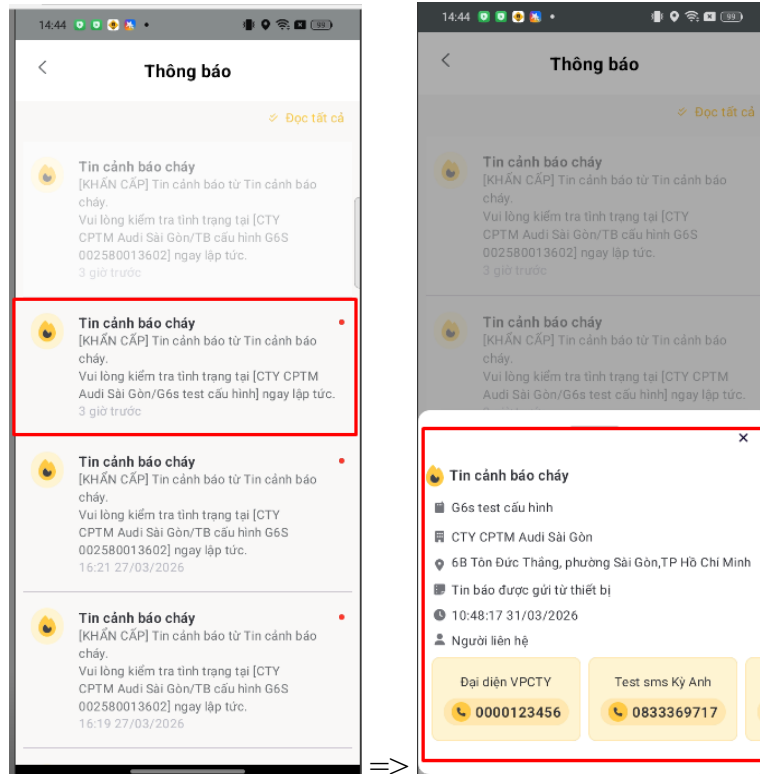 14:44
99
Thông báo
Đọc tất cả
Tin cảnh báo cháy
[KHẨN CẤP] Tin cảnh báo từ Tin cảnh báo
cháy.
Vui lòng kiểm tra tình trạng tại [CTY
CPTM Audi Sài Gòn/TB cấu hình G6S
002580013602] ngay lập tức.
3 giờ trước
Tin cảnh báo cháy
[KHẨN CẤP] Tin cảnh báo từ Tin cảnh báo
cháy.
Vui lòng kiểm tra tình trạng tại [CTY CPTM
Audi Sài Gòn/G6s test cấu hình] ngay lập tức.
3 giờ trước
Tin cảnh báo cháy
[KHẨN CẤP] Tin cảnh báo từ Tin cảnh báo
cháy.
Vui lòng kiểm tra tình trạng tại [CTY
CPTM Audi Sài Gòn/TB cấu hình G6S
002580013602] ngay lập tức.
16:21 27/03/2026
Tin cảnh báo cháy
[KHẨN CẤP] Tin cảnh báo từ Tin cảnh báo
cháy.
Vui lòng kiểm tra tình trạng tại [CTY
CPTM Audi Sài Gòn/TB cấu hình G6S
002580013602] ngay lập tức.
16:19 27/03/2026
=>
14:44
99
Thông báo
Đọc tất cả
Tin cảnh báo cháy
[KHẨN CẤP] Tin cảnh báo từ Tin cảnh báo
cháy.
Vui lòng kiểm tra tình trạng tại [CTY
CPTM Audi Sài Gòn/TB cấu hình G6S
002580013602] ngay lập tức.
3 giờ trước
Tin cảnh báo cháy
[KHẨN CẤP] Tin cảnh báo từ Tin cảnh báo
cháy.
Vui lòng kiểm tra tình trạng tại [CTY CPTM
Audi Sài Gòn/G6s test cấu hình] ngay lập tức.
Tin cảnh báo cháy
G6s test cấu hình
CTY CPTM Audi Sài Gòn
6B Tôn Đức Thắng, phường Sài Gòn,TP Hồ Chí Minh
Tin báo được gửi từ thiết bị
10:48:17 31/03/2026
Người liên hệ
Đại diện VPCTY
0000123456
Test sms Kỳ Anh
0833369717